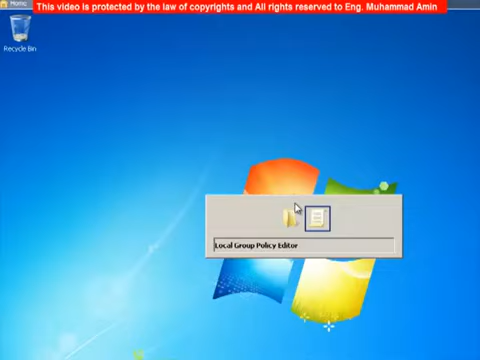 Home
This video is protected by the law of copyrights and All rights reserved to Eng. Muhammad Amin
Recycle Bin
Local Group Policy Editor